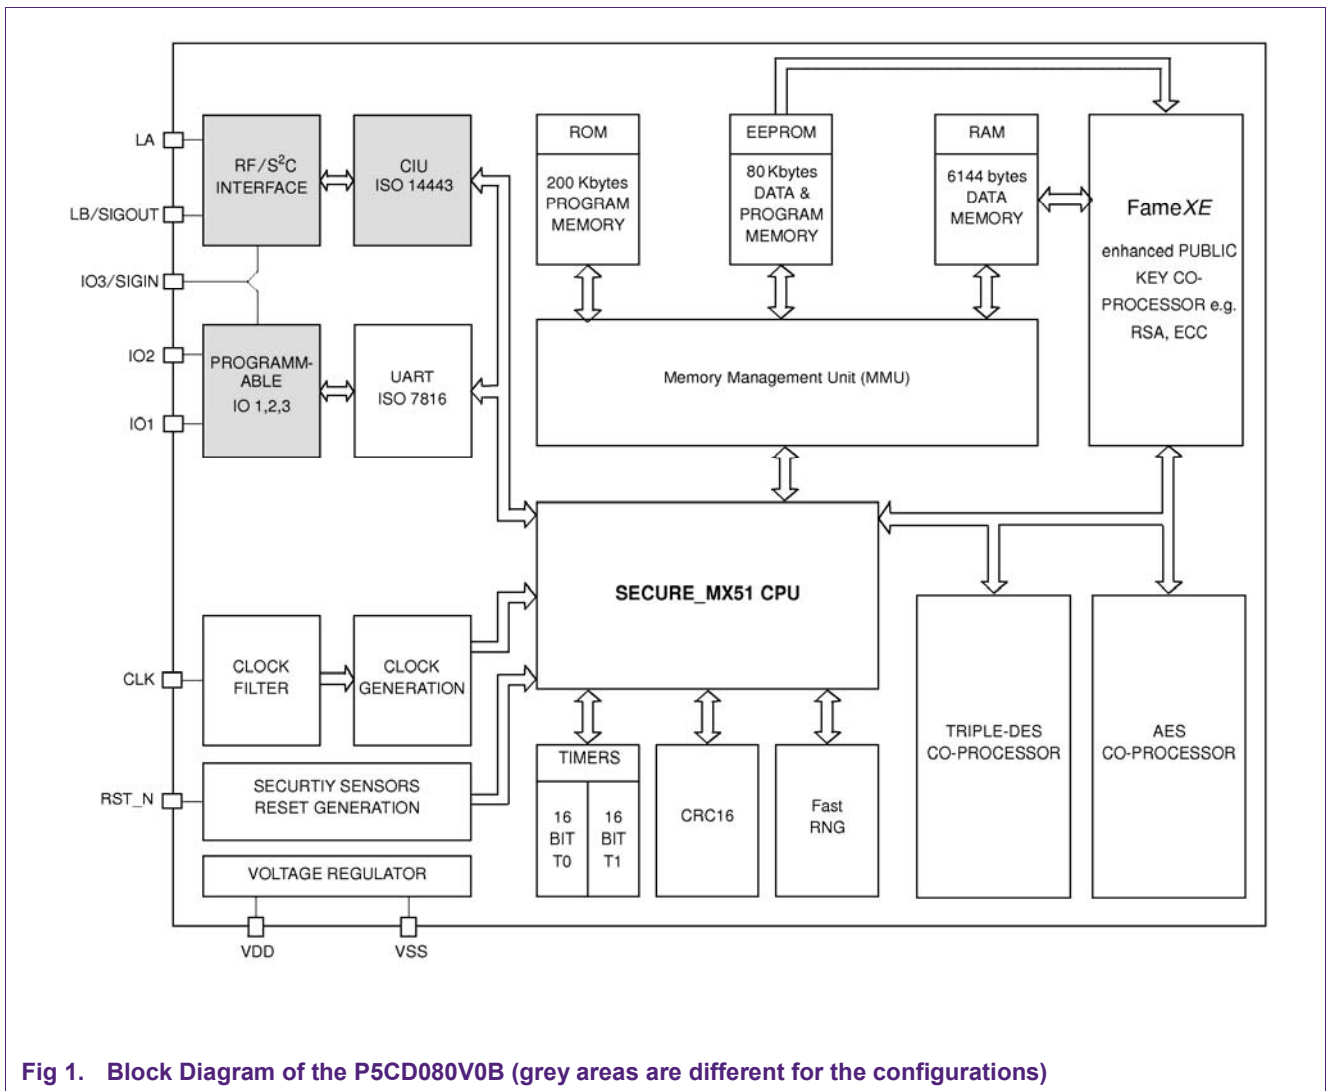 LA
LB/SIGOUT
IO3/SIGIN
IO2
IO1
CLK
RST_N
VDD
VSS
RF/S²C
INTERFACE
CIU
ISO 14443
PROGRAMM-
ABLE
IO 1,2,3
UART
ISO 7816
CLOCK
FILTER
CLOCK
GENERATION
SECURTIY SENSORS
RESET GENERATION
VOLTAGE REGULATOR
ROM
200 Kbytes
PROGRAM
MEMORY
EEPROM
80 Kbytes
DATA &
PROGRAM
MEMORY
RAM
6144 bytes
DATA
MEMORY
FameXE
enhanced PUBLIC
KEY CO-
PROCESSOR e.g.
RSA, ECC
Memory Management Unit (MMU)
SECURE_MX51 CPU
TIMERS
16
BIT
T0
16
BIT
T1
CRC16
Fast
RNG
TRIPLE-DES
CO-PROCESSOR
AES
CO-PROCESSOR
Fig 1. Block Diagram of the P5CD080V0B (grey areas are different for the configurations)